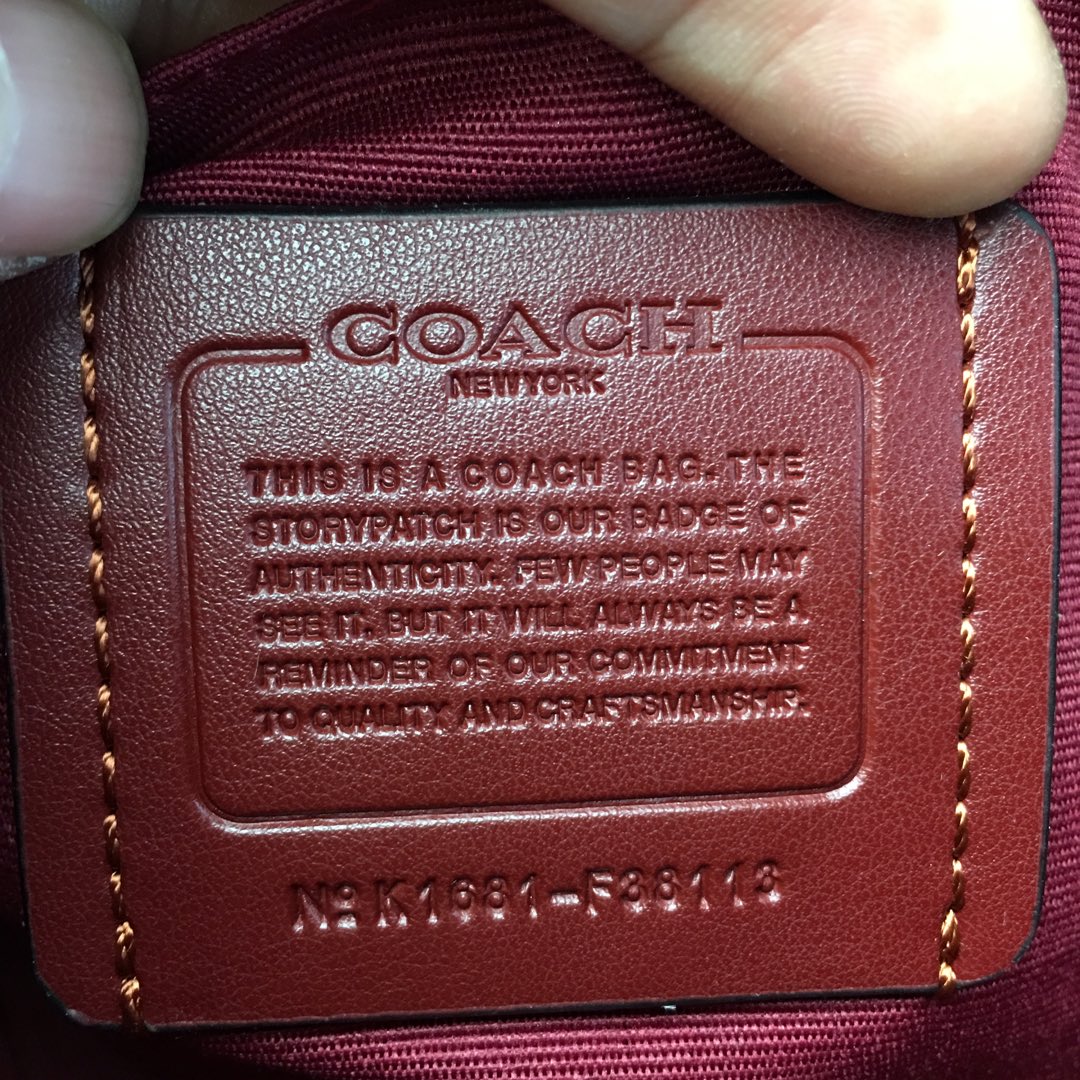 COACH
NEW YORK
THIS IS A COACH BAG. THE
STORYPATCH IS OUR BADGE OF
AUTHENTICITY. FEW PEOPLE MAY
SEE IT. BUT IT WILL ALWAYS BE A
REMINDER OF OUR COMMITMENT
TO QUALITY AND CRAFTSMANSHIP.
Nº K1681-F38113